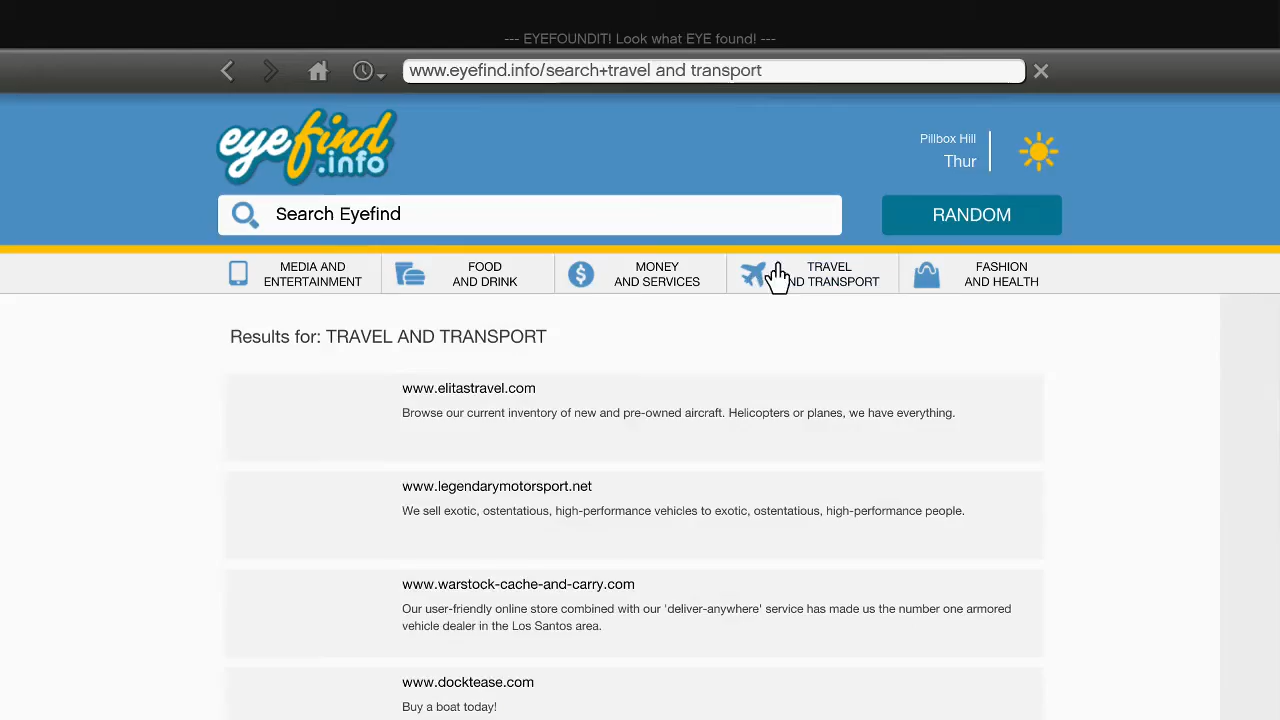 --- EYEFOUNDIT! Look what EYE found! ---
www.eyefind.info/search+travel and transport
eyefind
.info
Pillbox Hill
Thur
Search Eyefind
RANDOM
MEDIA AND
ENTERTAINMENT
FOOD
AND DRINK
MONEY
AND SERVICES
TRAVEL
ND TRANSPORT
FASHION
AND HEALTH
Results for: TRAVEL AND TRANSPORT
www.elitastravel.com
Browse our current inventory of new and pre-owned aircraft. Helicopters or planes, we have everything.
www.legendarymotorsport.net
We sell exotic, ostentatious, high-performance vehicles to exotic, ostentatious, high-performance people.
www.warstock-cache-and-carry.com
Our user-friendly online store combined with our 'deliver-anywhere' service has made us the number one armored
vehicle dealer in the Los Santos area.
www.docktease.com
Buy a boat today!